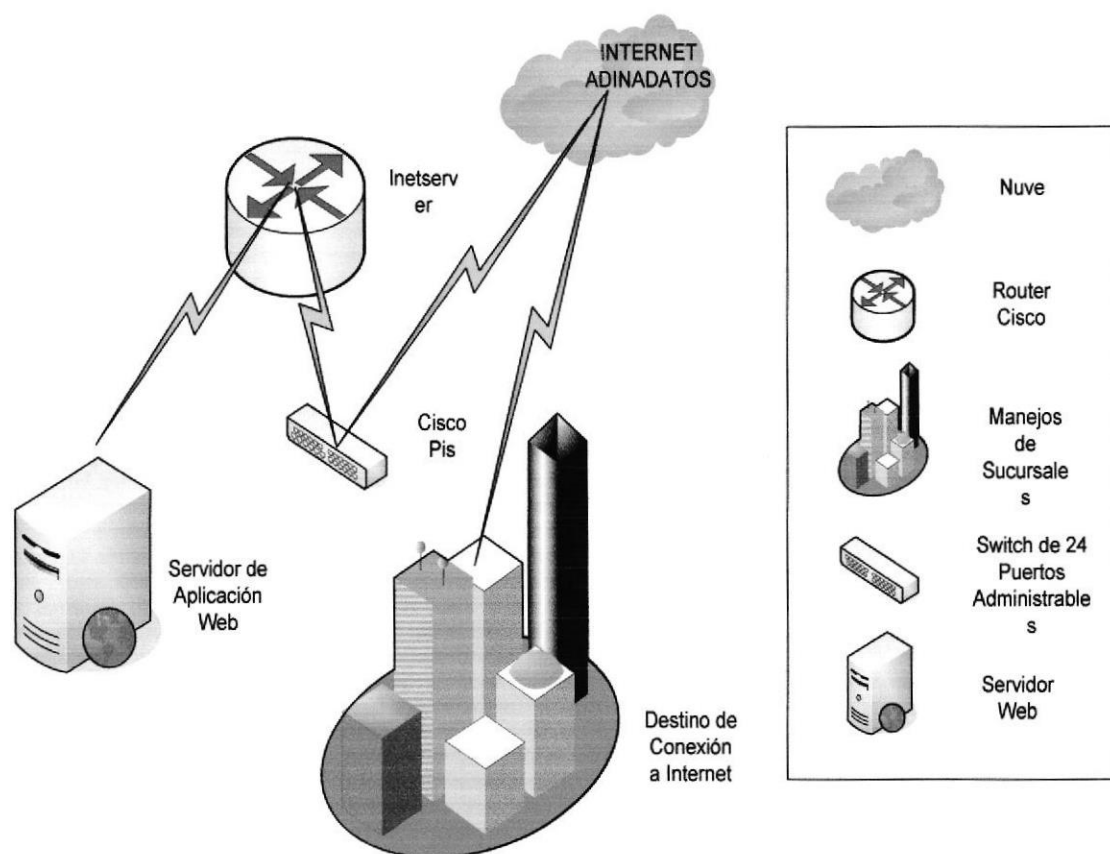 INTERNET
ADINADATOS
Inetserv
er
Cisco
Pis
Servidor de
Aplicación
Web
Destino de
Conexión
a Internet
Nuve
Router
Cisco
Manejos
de
Sucursale
s
Switch de 24
Puertos
Administrable
s
Servidor
Web